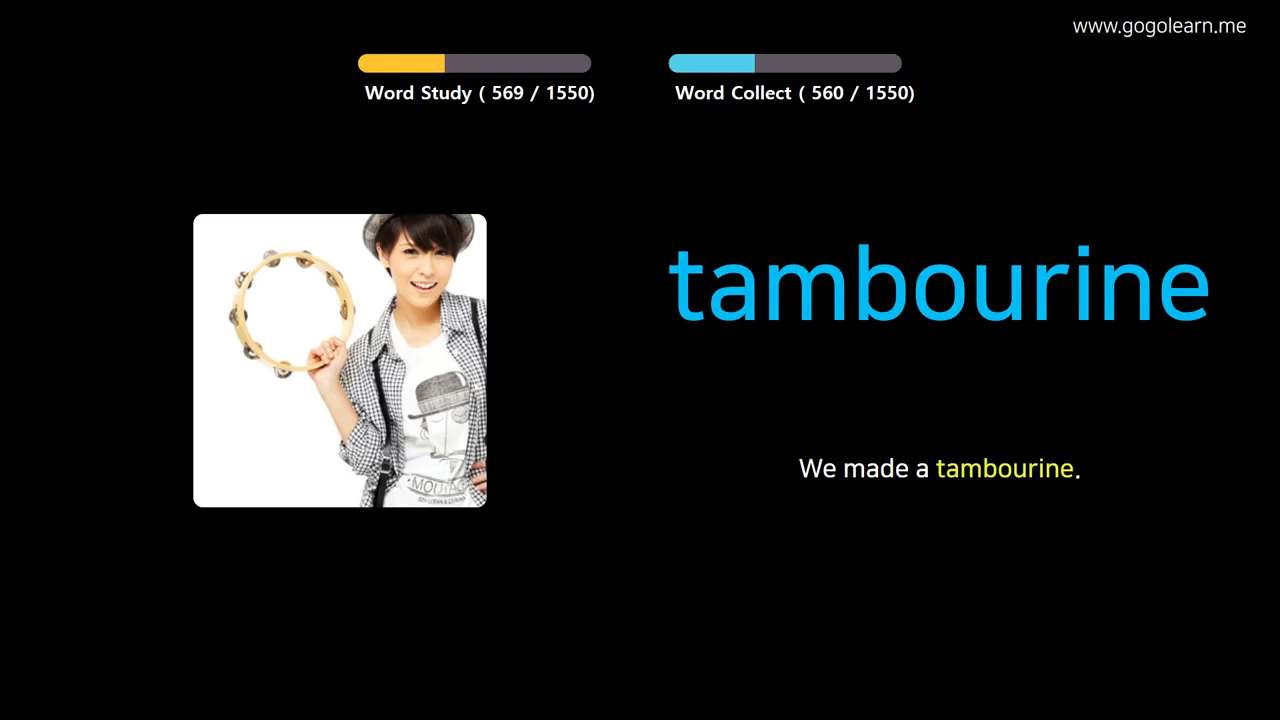 www.gogolearn.me
Word Study ( 569 / 1550)
Word Collect ( 560 / 1550)
tambourine
We made a tambourine.